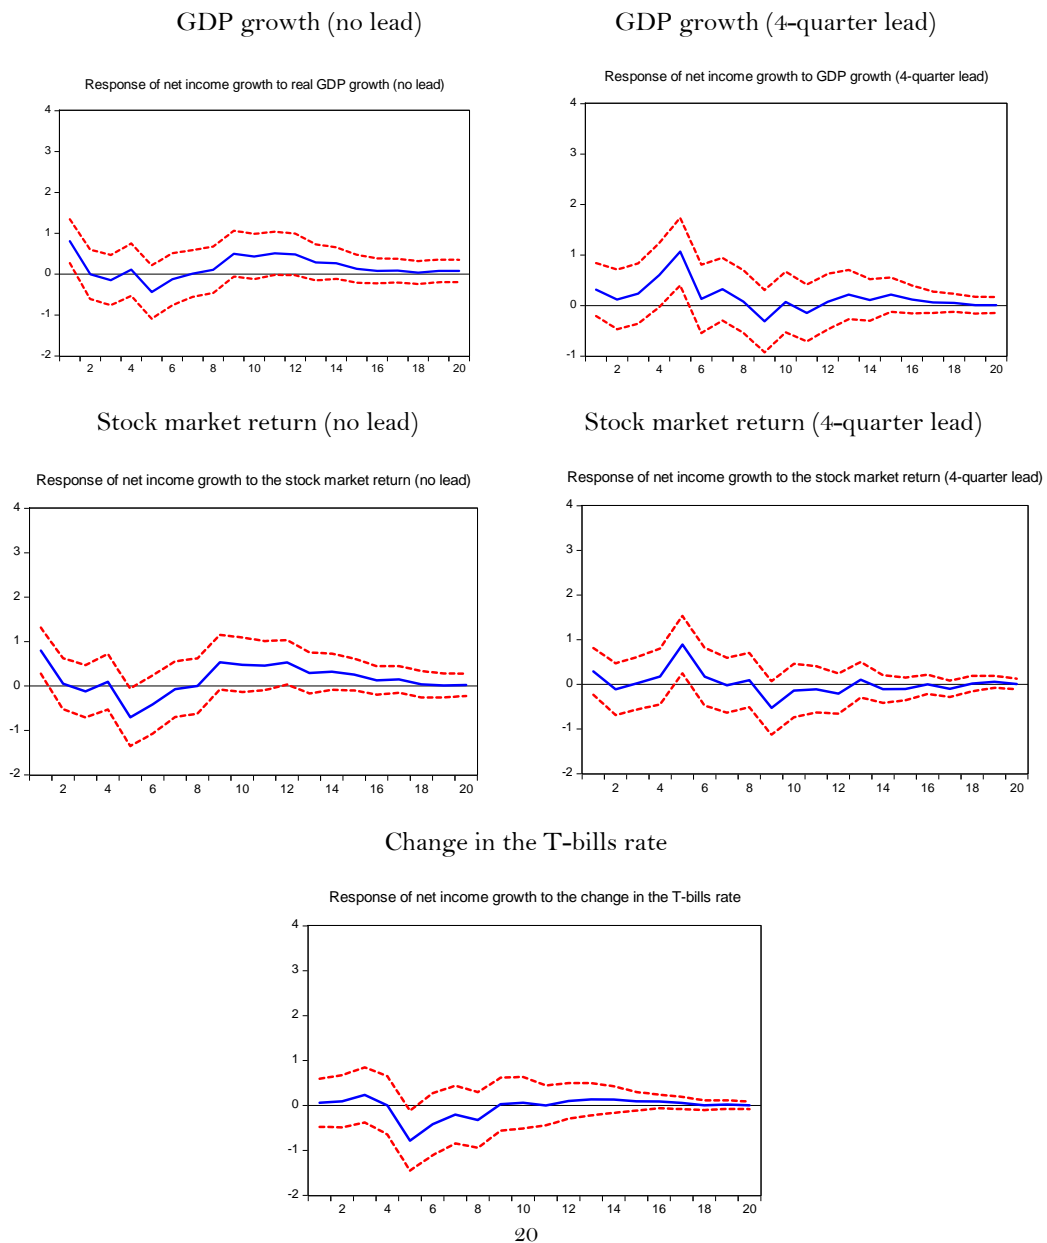 GDP growth (no lead)
GDP growth (4-quarter lead)
Response of net income growth to real GDP growth (no lead)
4
3
2
1
0
-1
-2
2 4 6 8 10 12 14 16 18 20
Response of net income growth to GDP growth (4-quarter lead)
4
3
2
1
0
-1
2 4 6 8 10 12 14 16 18 20
Stock market return (no lead)
Stock market return (4-quarter lead)
Response of net income growth to the stock market return (no lead)
4
3
2
1
0
-1
-2
2 4 6 8 10 12 14 16 18 20
Response of net income growth to the stock market return (4-quarter lead)
4
3
2
1
0
-1
-2
2 4 6 8 10 12 14 16 18 20
Change in the T-bills rate
Response of net income growth to the change in the T-bills rate
4
3
2
1
0
-1
-2
2 4 6 8 10 12 14 16 18 20
20